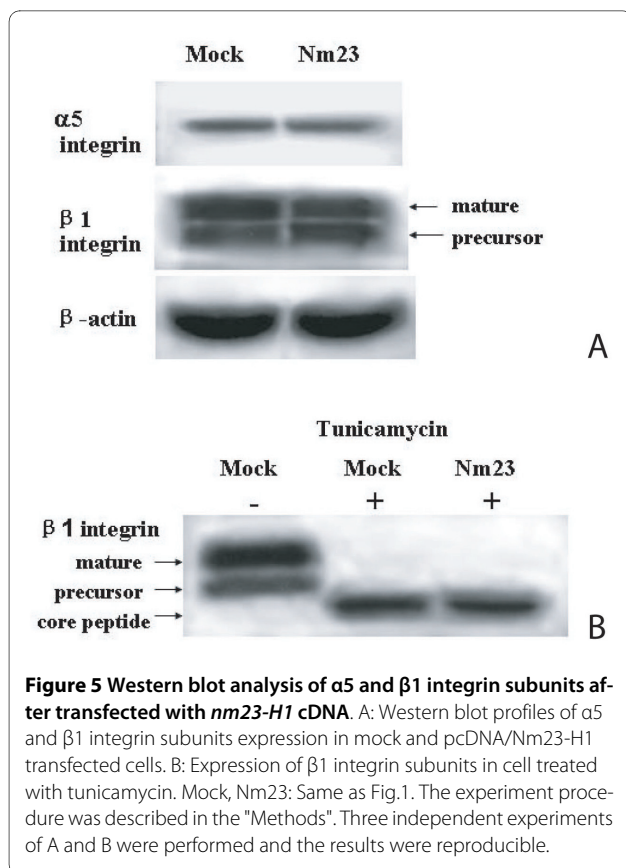 Mock Nm23
α5
integrin
β 1
integrin
mature
precursor
β -actin
A
Tunicamycin
Mock Mock Nm23
- + +
β 1 integrin
mature
precursor
core peptide
B
Figure 5 Western blot analysis of α5 and β1 integrin subunits af-
ter transfected with nm23-H1 cDNA. A: Western blot profiles of α5
and β1 integrin subunits expression in mock and pcDNA/Nm23-H1
transfected cells. B: Expression of β1 integrin subunits in cell treated
with tunicamycin. Mock, Nm23: Same as Fig.1. The experiment proce-
dure was described in the "Methods". Three independent experiments
of A and B were performed and the results were reproducible.